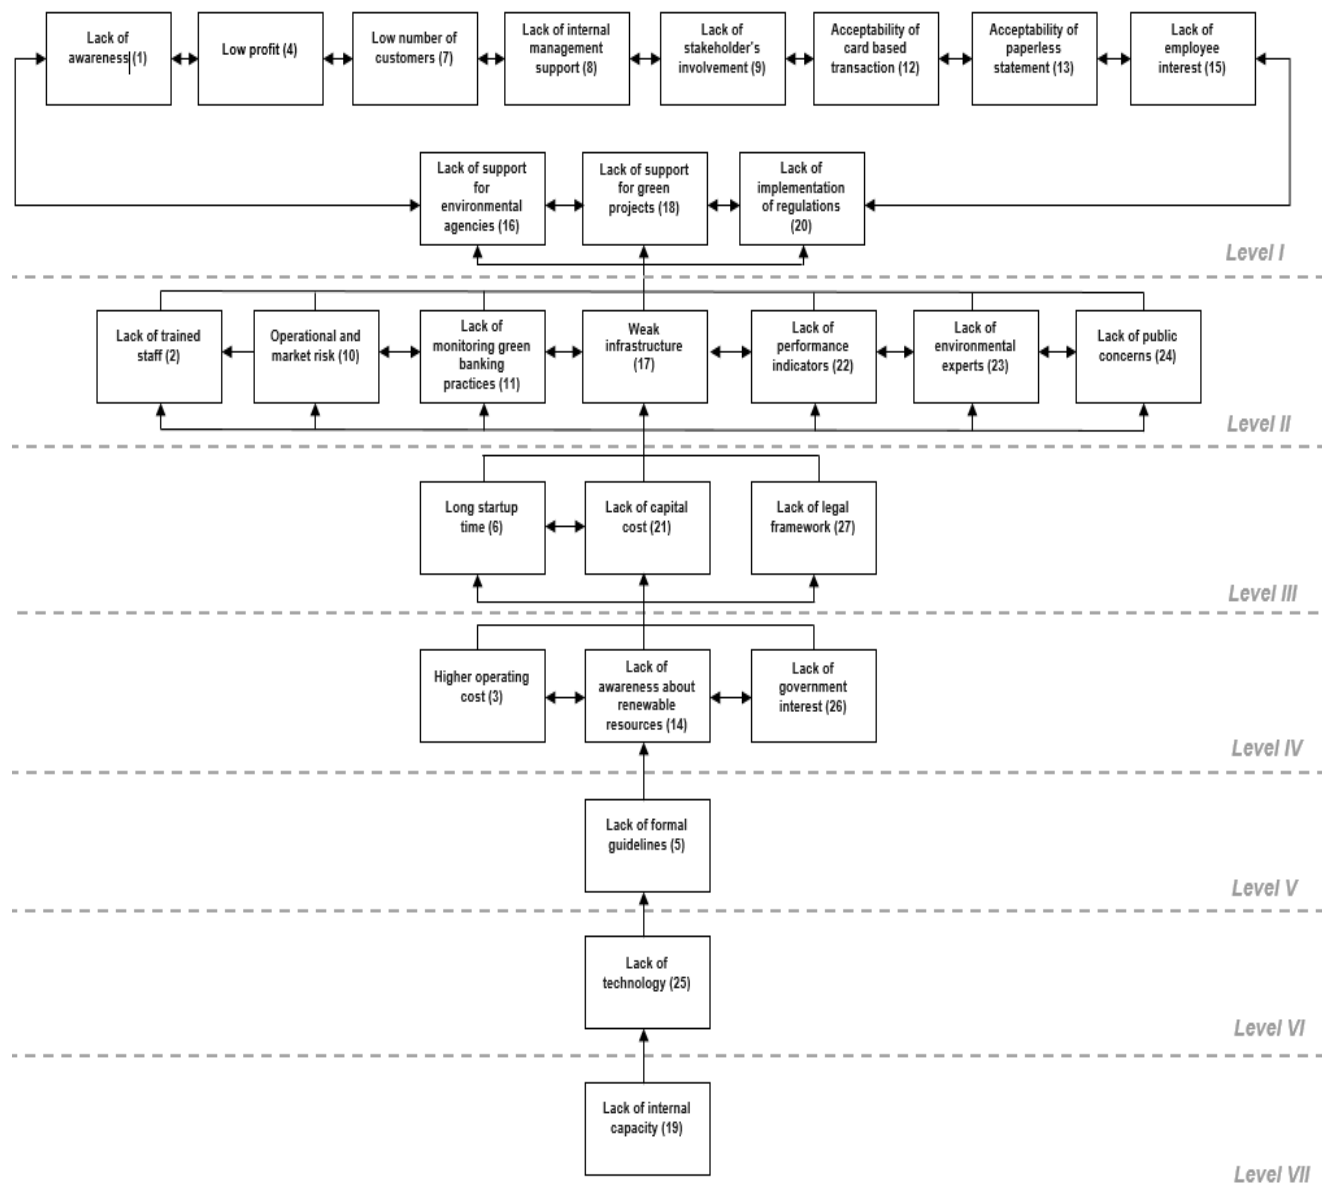 Lack of
awareness (1)
Low profit (4)
Low number of
customers (7)
Lack of internal
management
support (8)
Lack of
stakeholder's
involvement (9)
Acceptability of
card based
transaction (12)
Acceptability of
paperless
statement (13)
Lack of
employee
interest (15)
Lack of support
for
environmental
agencies (16)
Lack of support
for green
projects (18)
Lack of
implementation
of regulations
(20)
Level I
Lack of trained
staff (2)
Operational and
market risk (10)
Lack of
monitoring green
banking
practices (11)
Weak
infrastructure
(17)
Lack of
performance
indicators (22)
Lack of
environmental
experts (23)
Lack of public
concerns (24)
Level II
Long startup
time (6)
Lack of capital
cost (21)
Lack of legal
framework (27)
Level III
Higher operating
cost (3)
Lack of
awareness about
renewable
resources (14)
Lack of
government
interest (26)
Level IV
Lack of formal
guidelines (5)
Level V
Lack of
technology (25)
Level VI
Lack of internal
capacity (19)
Level VII